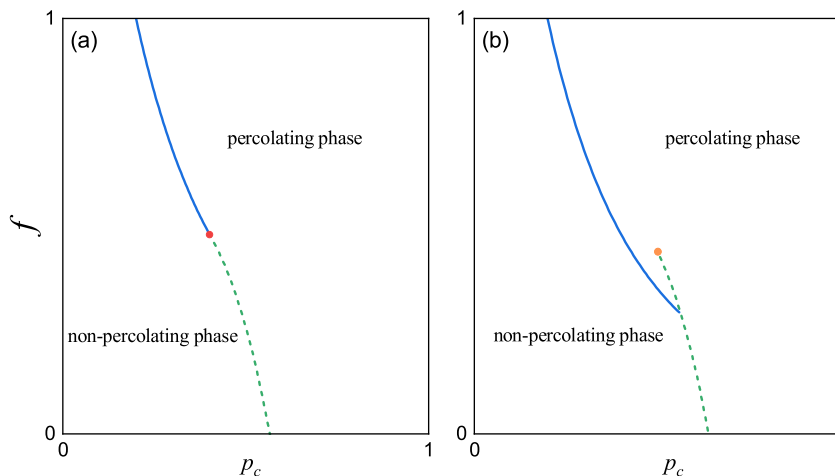 1
(a)
percolating phase
f
non-percolating phase
0
0
p_c
1
1
(b)
percolating phase
non-percolating phase
0
0
p_c